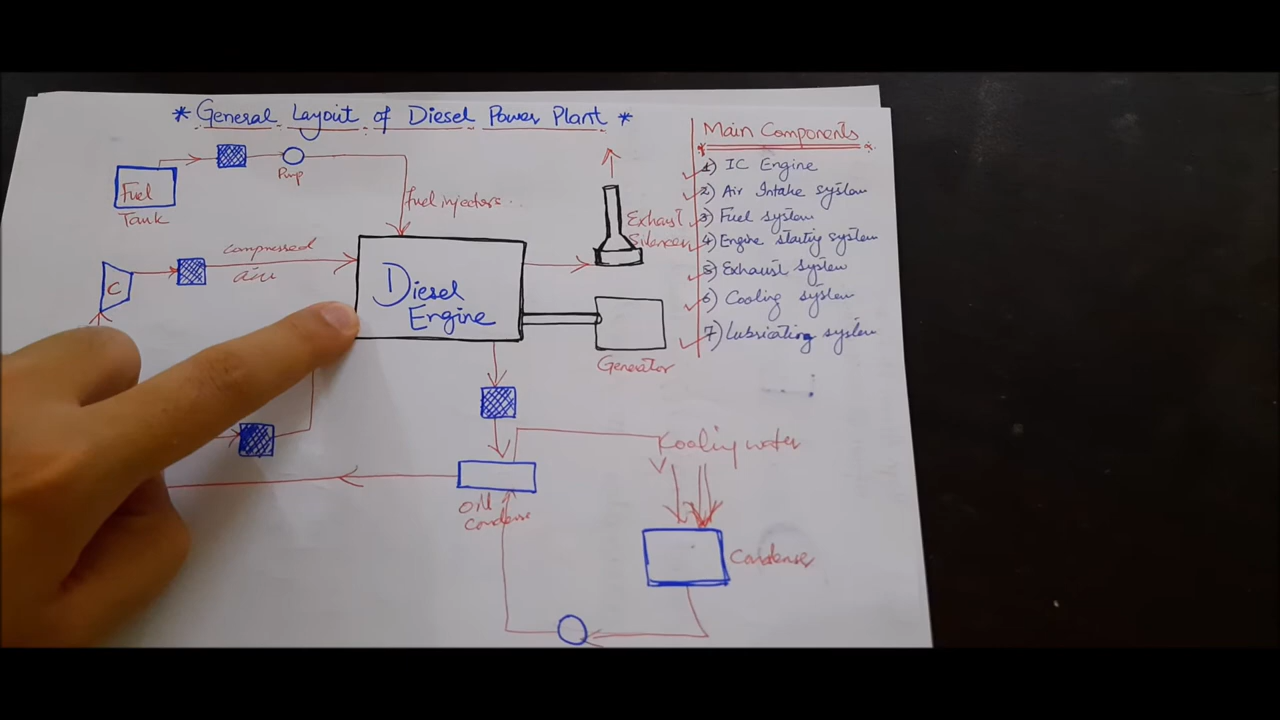 * General Layout of Diesel Power Plant *
Main Components
1) IC Engine
2) Air Intake system
3) Fuel system
4) Engine starting system
5) Exhaust system
6) Cooling system
7) Lubricating system
Pump
Fuel
Tank
fuel injectors
Exhaust
Silencer
compressed
air
C
Diesel
Engine
Generator
Kooling water
Oil
Condense
Condenser